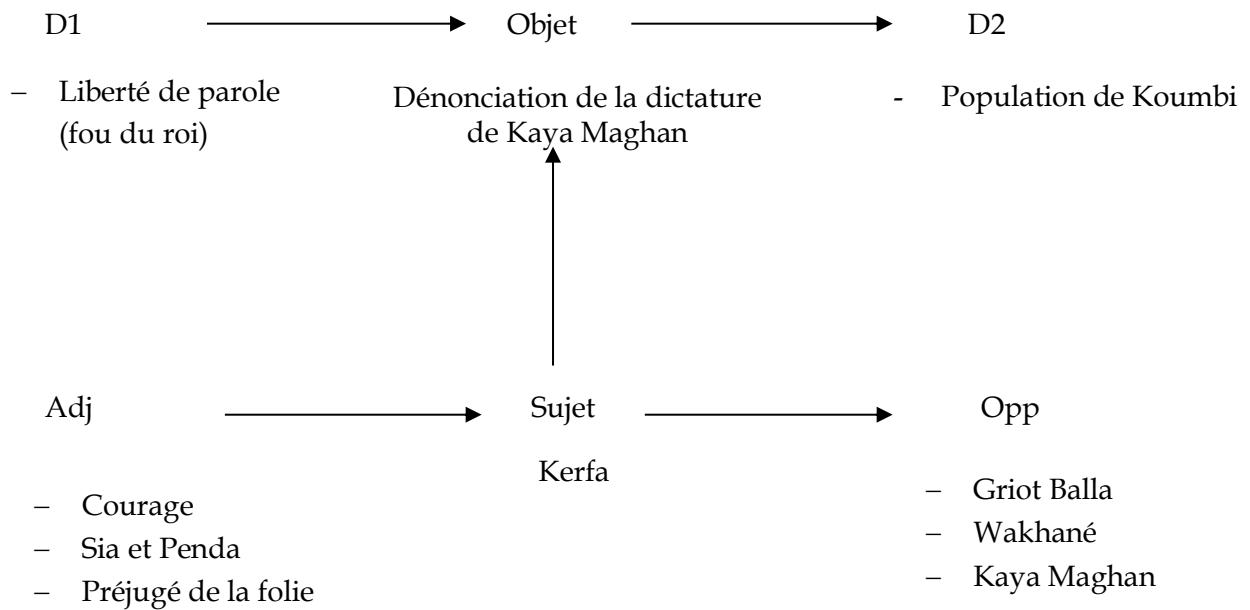 D1 Objet D2
– Liberté de parole
(fou du roi)
Dénonciation de la dictature
de Kaya Maghan
- Population de Koumbi
Adj Sujet Opp
Kerfa
– Courage
– Sia et Penda
– Préjugé de la folie
– Griot Balla
– Wakhané
– Kaya Maghan